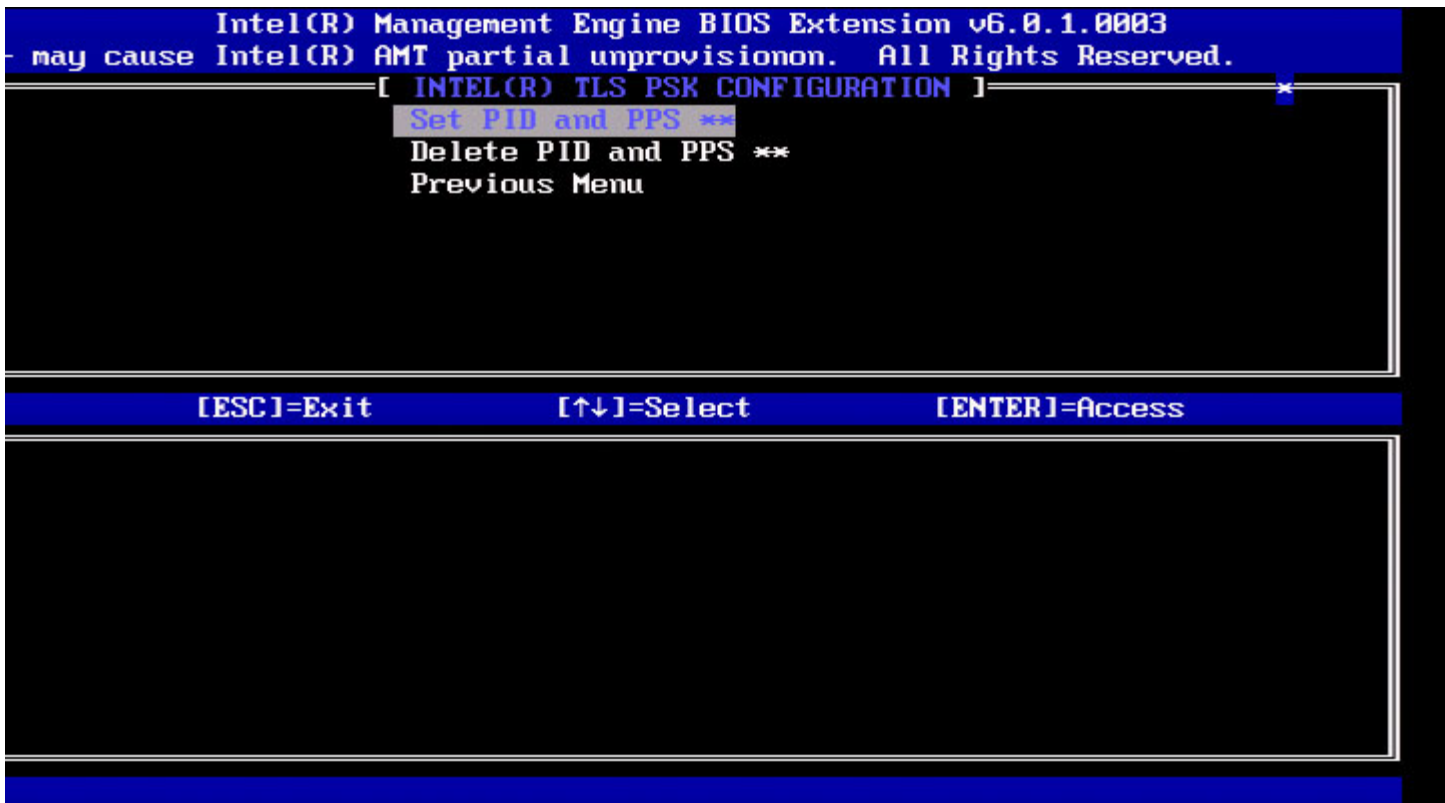 Intel(R) Management Engine BIOS Extension v6.0.1.0003
- may cause Intel(R) AMT partial unprovisionon. All Rights Reserved.
[ INTEL(R) TLS PSK CONFIGURATION ] *
Set PID and PPS **
Delete PID and PPS **
Previous Menu
[ESC]=Exit [↑↓]=Select [ENTER]=Access